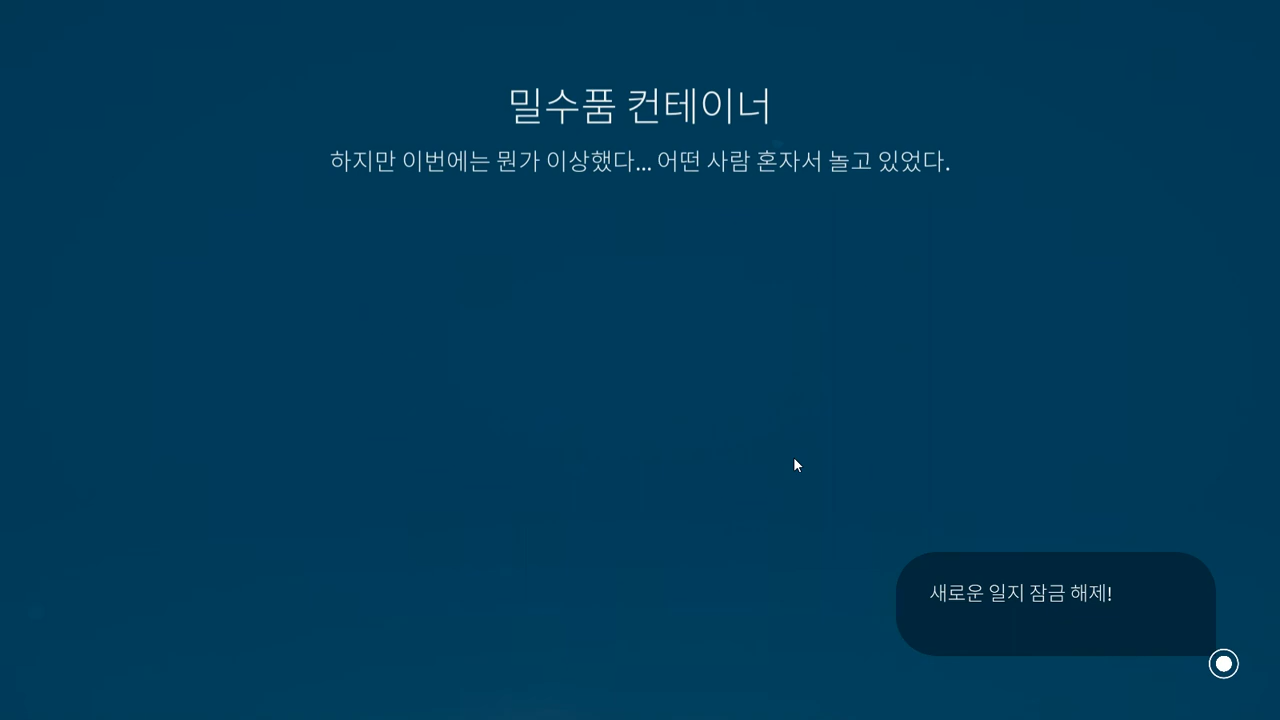 밀수품 컨테이너
하지만 이번에는 뭔가 이상했다... 어떤 사람 혼자서 놀고 있었다.
새로운 일지 잠금 해제!